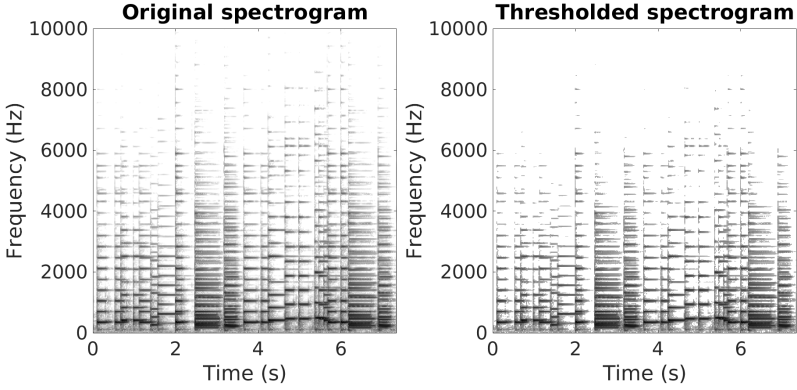 Original spectrogram
Thresholded spectrogram
Frequency (Hz)
10000
8000
6000
4000
2000
0
0 2 4 6
Time (s)
Frequency (Hz)
10000
8000
6000
4000
2000
0
0 2 4 6
Time (s)